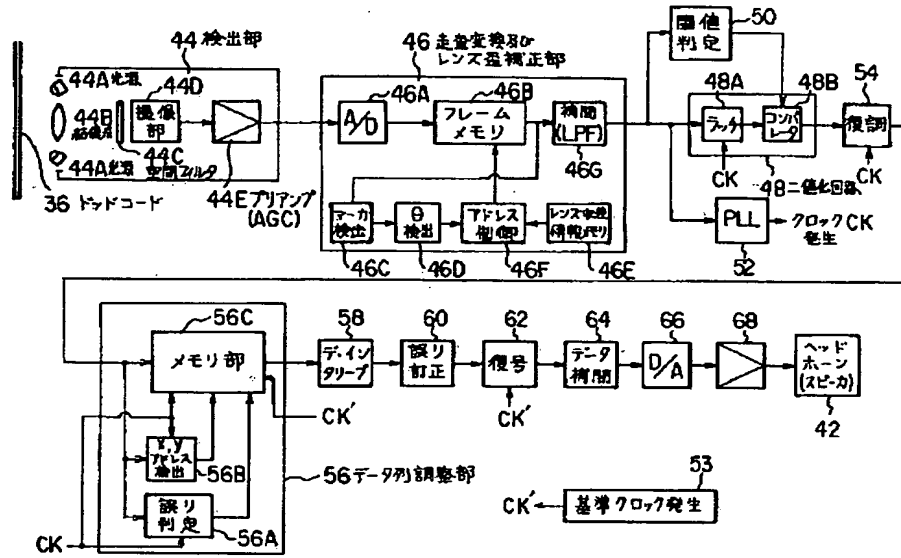 44 検出部
44A 光源
44D
撮像部
44B
結像系
44C
空間フィルタ
44A 光源
44E プリアンプ
(AGC)
36 ドットコード
46 走査変換及び
レンズ歪補正部
46A
A/D
46B
フレーム
メモリ
補間
(LPF)
46G
マーカ
検出
46C
θ
検出
46D
アドレス
制御
46F
レンズ収差
情報メモリ
46E
閾値
判定
50
48A
ラッチ
48B
コンパ
レータ
CK
48 二値化回路
PLL
52
クロック CK
発生
54
復調
CK
56C
メモリ部
CK'
x,y
アドレス
検出
56B
誤り
判定
56A
CK
56 データ列調整部
58
デ・イン
タリーブ
60
誤り
訂正
62
復号
CK'
64
データ
補間
66
D/A
68
ヘッド
ホーン
(スピーカ)
42
53
CK'
基準クロック発生